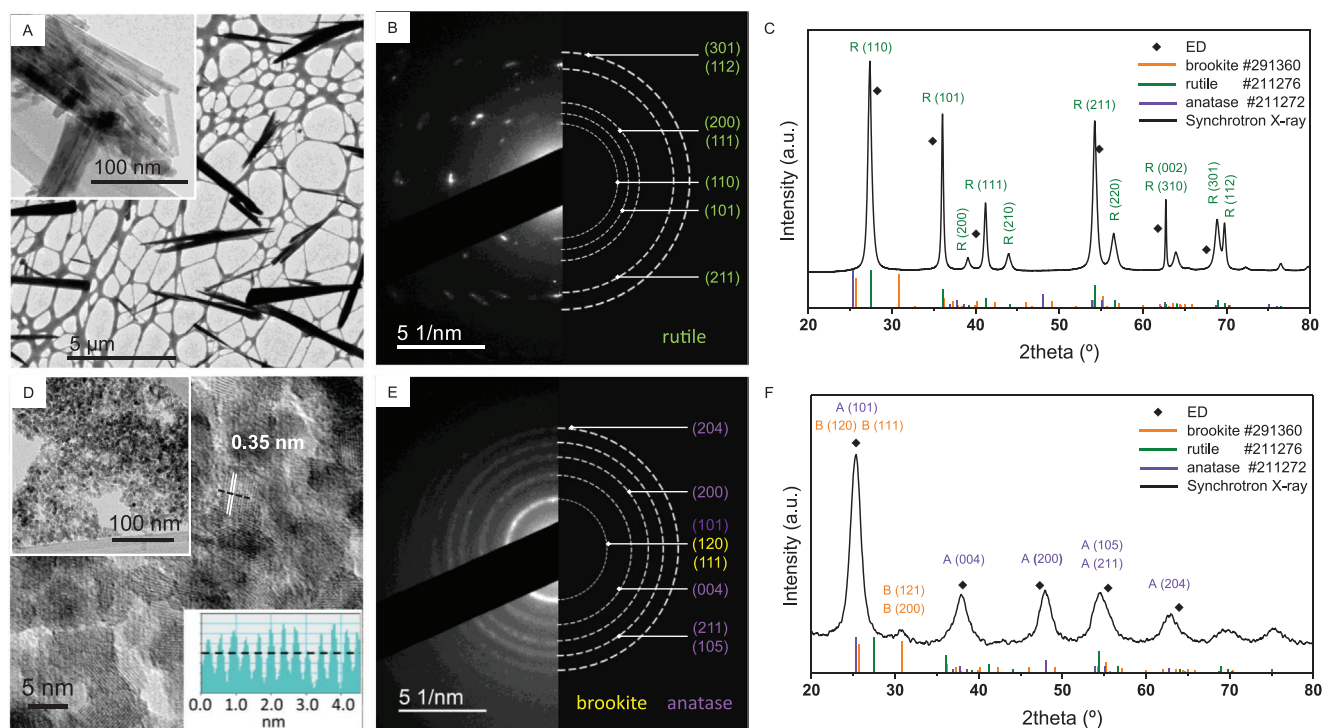 A
100 nm
5 µm
B
(301)
(112)
(200)
(111)
(110)
(101)
(211)
5 1/nm
rutile
C
R (110)
R (101)
R (200)
R (111)
R (210)
R (211)
R (220)
R (002)
R (310)
R (301)
R (112)
ED
brookite #291360
rutile #211276
anatase #211272
Synchrotron X-ray
Intensity (a.u.)
20 30 40 50 60 70 80
2theta (º)
D
100 nm
0.35 nm
5 nm
0.0 1.0 2.0 3.0 4.0
nm
E
(204)
(200)
(101)
(120)
(111)
(004)
(211)
(105)
5 1/nm
brookite anatase
F
A (101)
B (120) B (111)
B (121)
B (200)
A (004)
A (200)
A (105)
A (211)
A (204)
ED
brookite #291360
rutile #211276
anatase #211272
Synchrotron X-ray
Intensity (a.u.)
20 30 40 50 60 70 80
2theta (º)